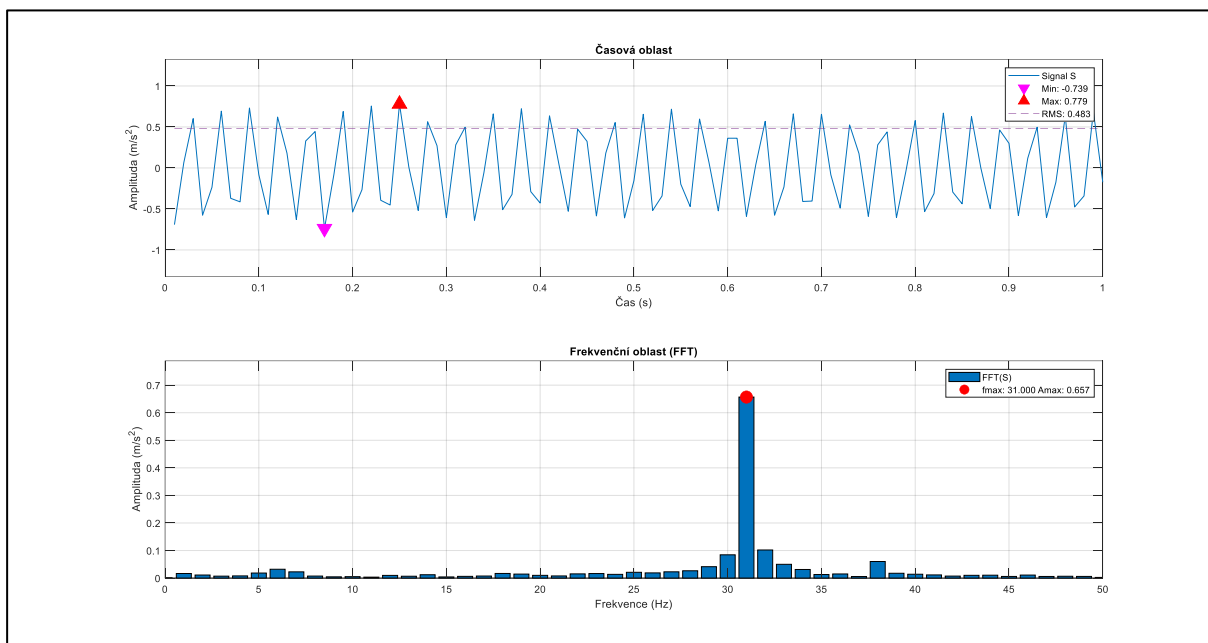 Časová oblast
Amplituda (m/s²)
1
0.5
0
-0.5
-1
Signal S
Min: -0.739
Max: 0.779
RMS: 0.483
0 0.1 0.2 0.3 0.4 0.5 0.6 0.7 0.8 0.9 1
Čas (s)
Frekvenční oblast (FFT)
Amplituda (m/s²)
0.7
0.6
0.5
0.4
0.3
0.2
0.1
0
FFT(S)
fmax: 31.000 Amax: 0.657
0 5 10 15 20 25 30 35 40 45 50
Frekvence (Hz)